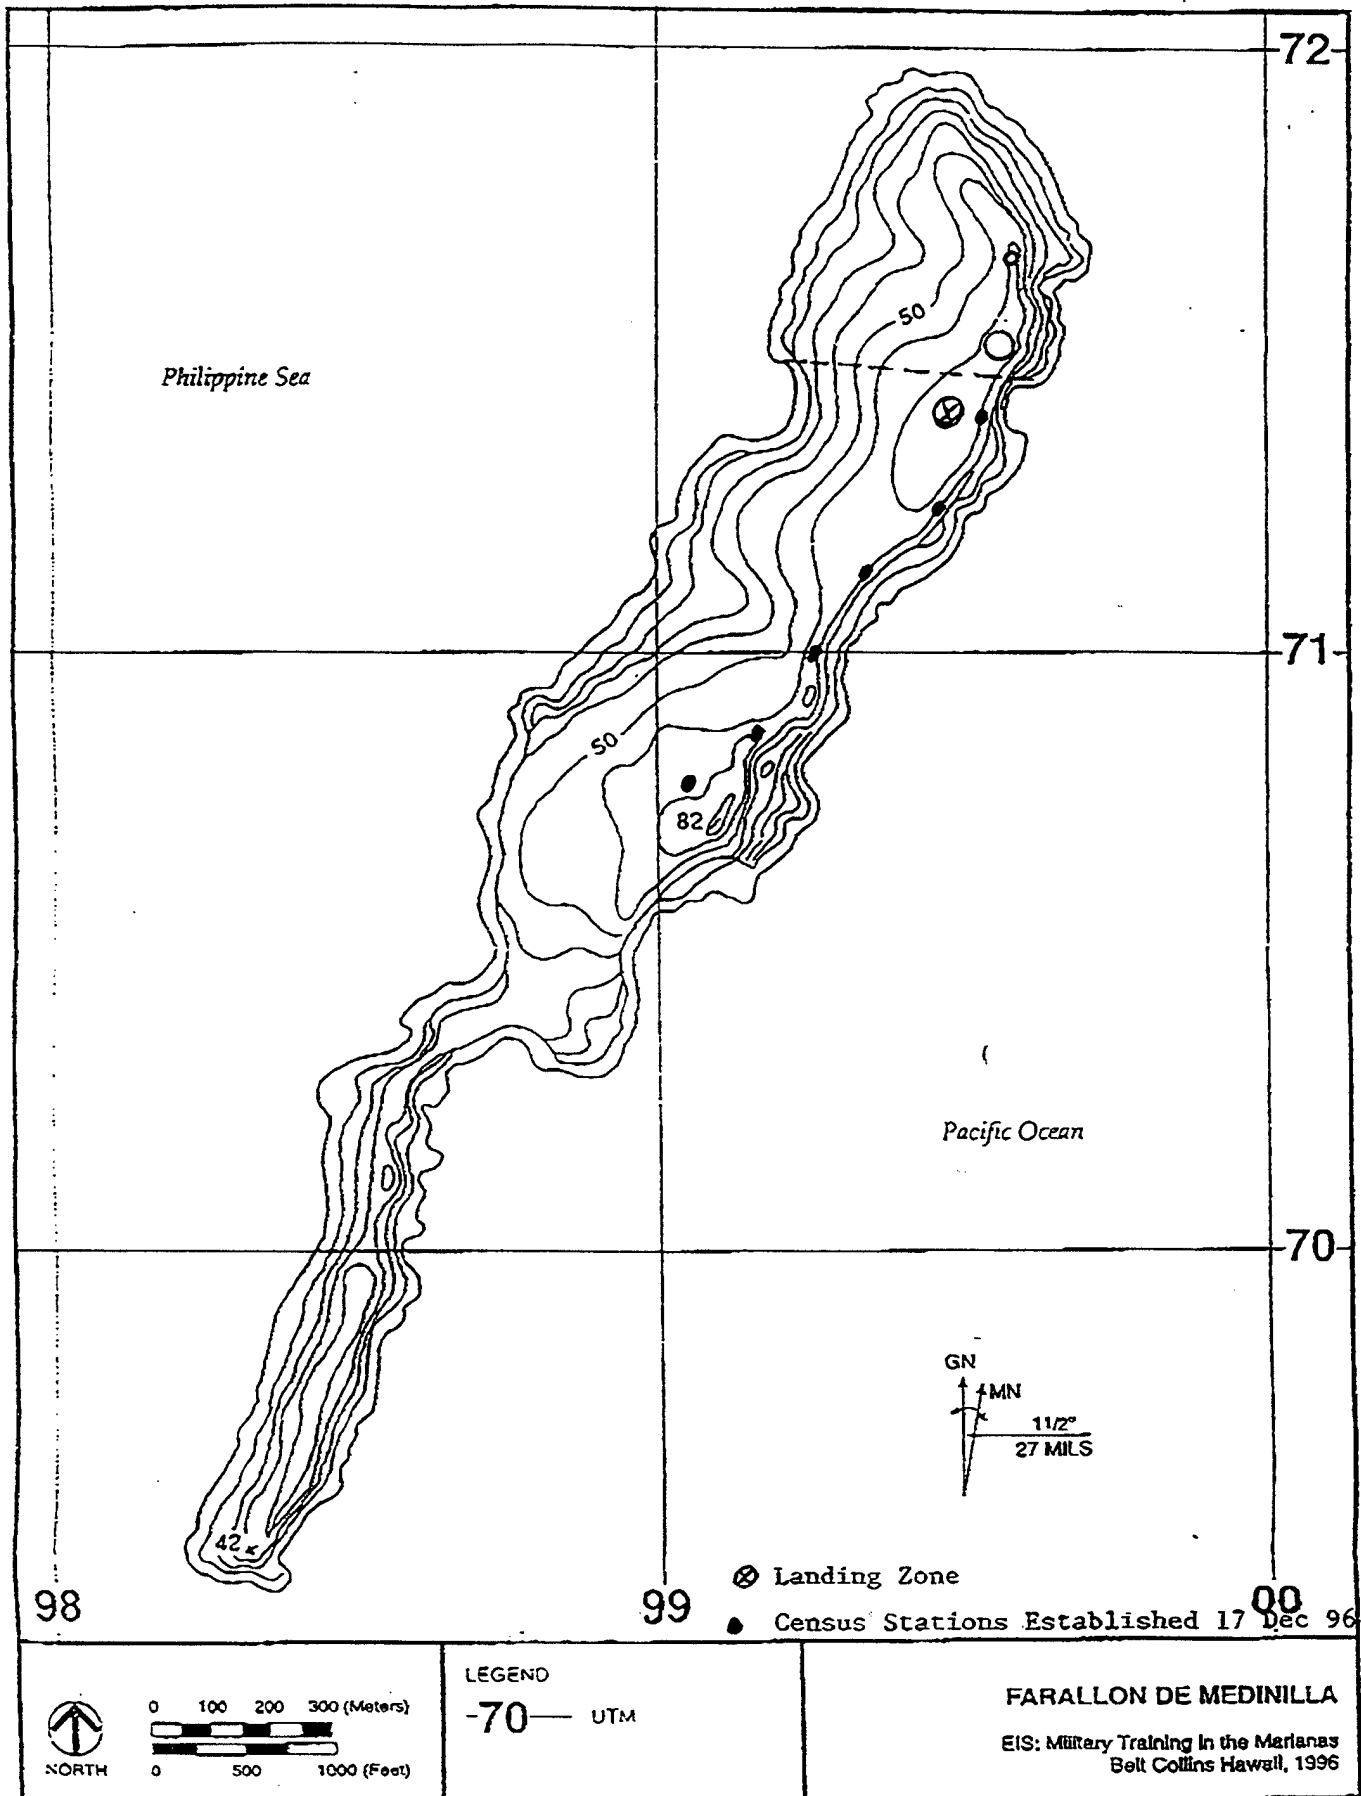 72
50
Philippine Sea
71
50
82
Pacific Ocean
70
GN
MN
1 1/2°
27 MILS
42 x
Landing Zone
98
99
00
Census Stations Established 17 Dec 96
LEGEND
-70— UTM
NORTH
0 100 200 300 (Meters)
0 500 1000 (Feet)
FARALLON DE MEDINILLA
EIS: Military Training in the Marianas
Belt Collins Hawaii, 1996